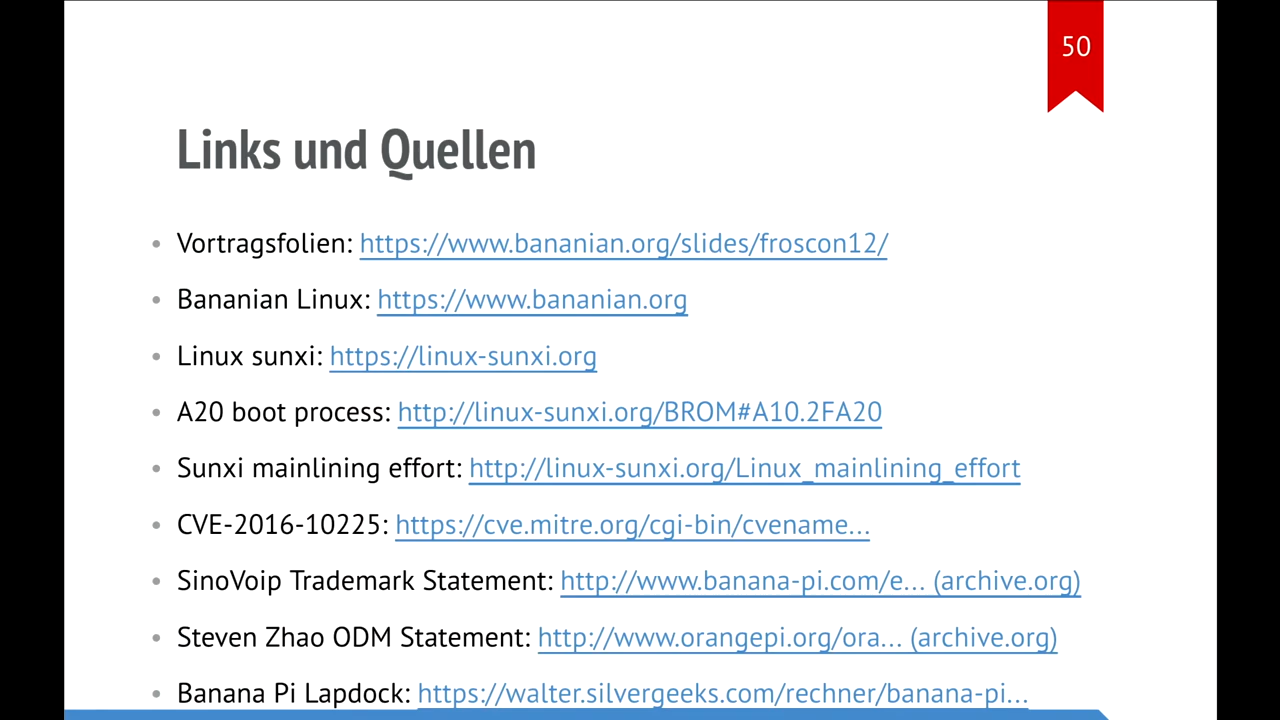 50
Links und Quellen
• Vortragsfolien: https://www.bananian.org/slides/froscon12/
• Bananian Linux: https://www.bananian.org
• Linux sunxi: https://linux-sunxi.org
• A20 boot process: http://linux-sunxi.org/BROM#A10.2FA20
• Sunxi mainlining effort: http://linux-sunxi.org/Linux_mainlining_effort
• CVE-2016-10225: https://cve.mitre.org/cgi-bin/cvename...
• SinoVoip Trademark Statement: http://www.banana-pi.com/e... (archive.org)
• Steven Zhao ODM Statement: http://www.orangepi.org/ora... (archive.org)
• Banana Pi Lapdock: https://walter.silvergeeks.com/rechner/banana-pi...